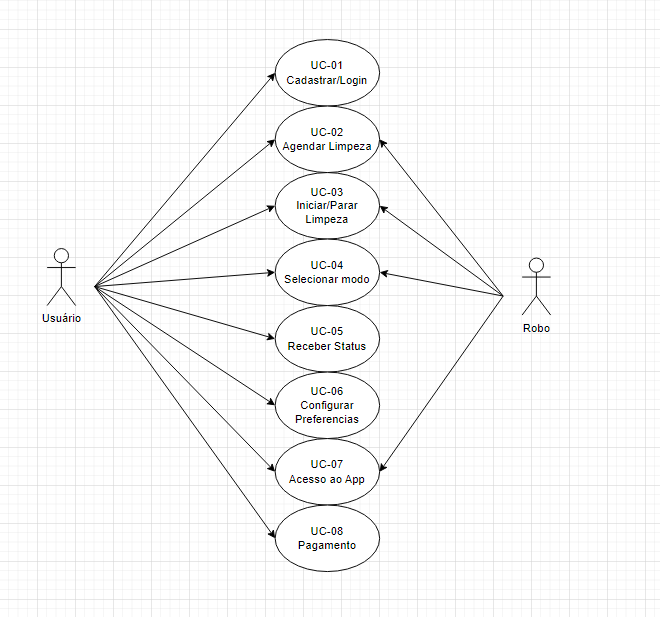 UC-01
Cadastrar/Login
UC-02
Agendar Limpeza
UC-03
Iniciar/Parar
Limpeza
UC-04
Selecionar modo
Usuário
Robo
UC-05
Receber Status
UC-06
Configurar
Preferencias
UC-07
Acesso ao App
UC-08
Pagamento